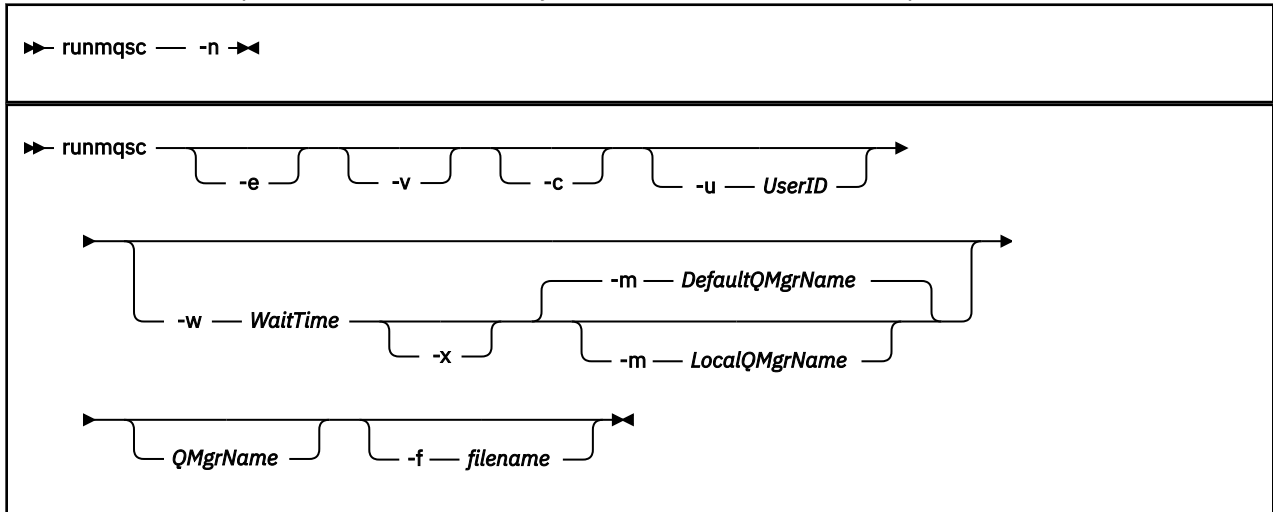 runmqsc -n
runmqsc
-e -v -c -u UserID
-m DefaultQMgrName
-w WaitTime
-x -m LocalQMgrName
QMgrName -f filename